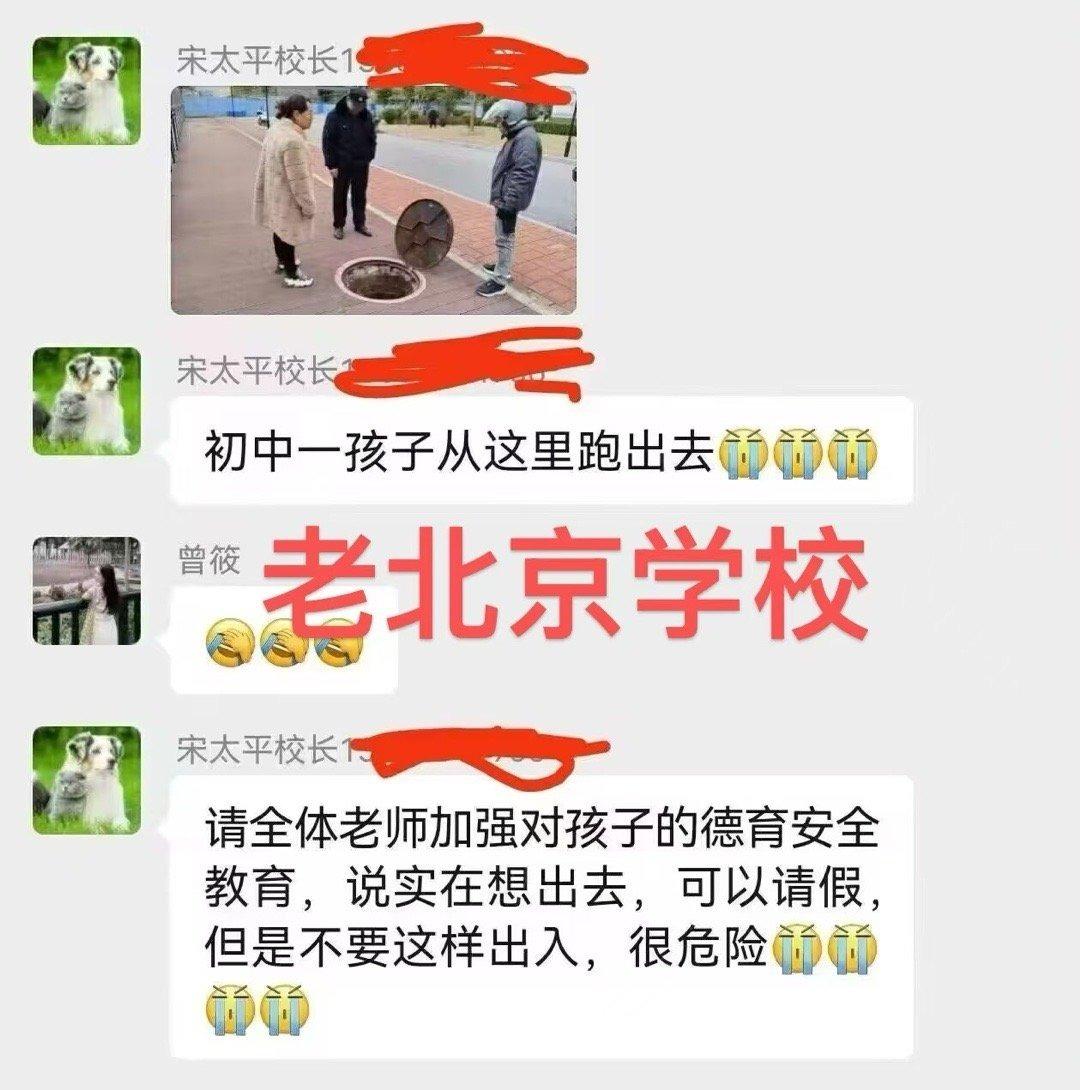 宋太平校长1
宋太平校长
初中一孩子从这里跑出去😭😭😭
曾筱
老北京学校
宋太平校长1
请全体老师加强对孩子的德育安全
教育，说实在想出去，可以请假，
但是不要这样出入，很危险😭😭
😭😭